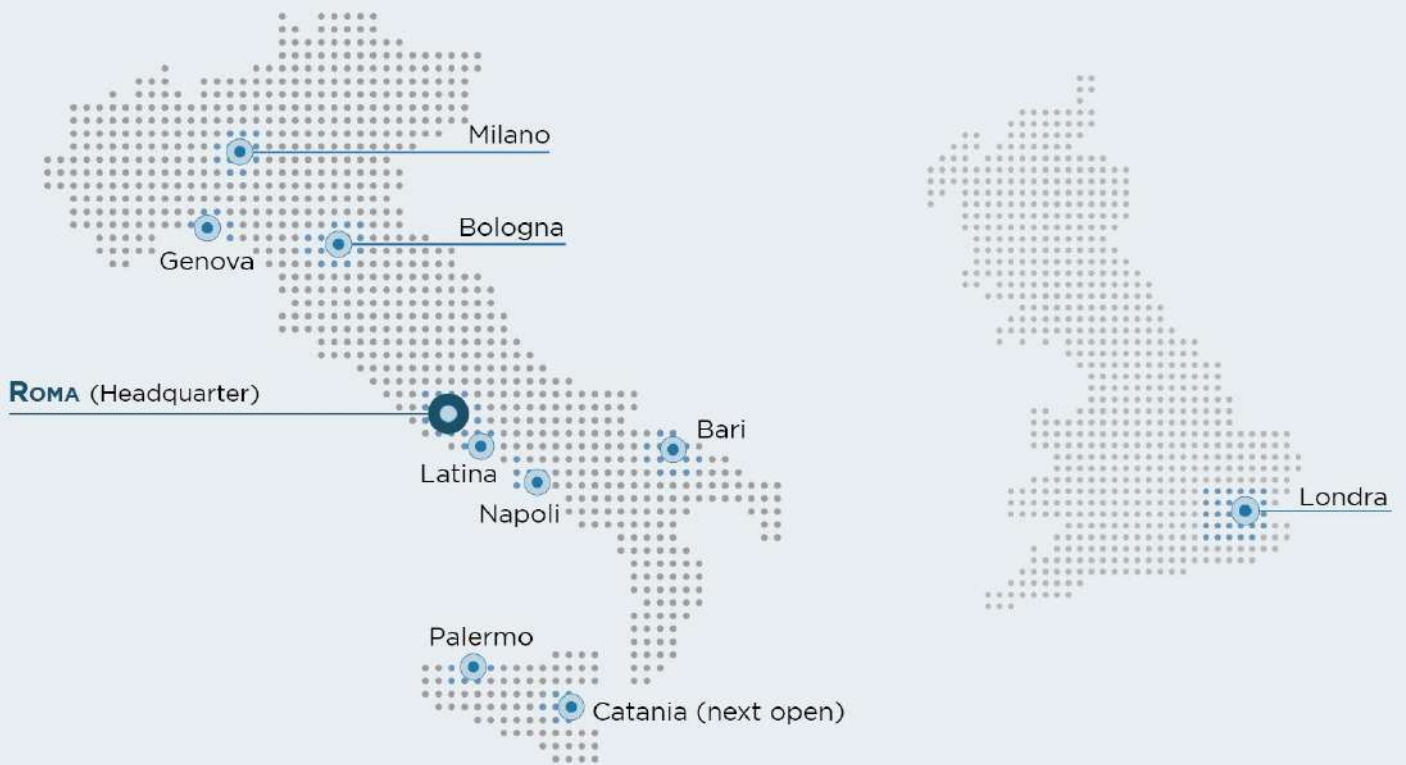 Milano
Bologna
Genova
ROMA (Headquarter)
Bari
Latina
Napoli
Londra
Palermo
Catania (next open)